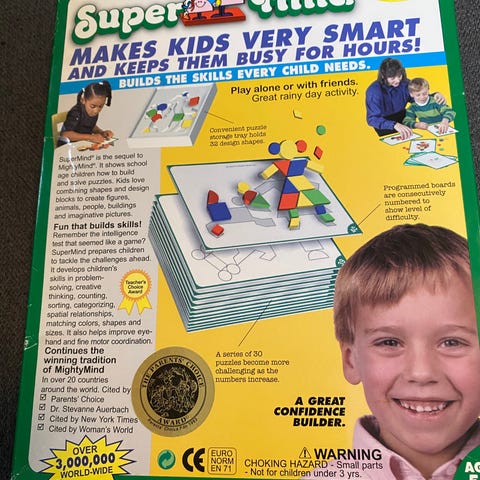 Super Mind
MAKES KIDS VERY SMART
AND KEEPS THEM BUSY FOR HOURS!
BUILDS THE SKILLS EVERY CHILD NEEDS.
Play alone or with friends.
Great rainy day activity.
Convenient puzzle
storage tray holds
32 design shapes.
SuperMind® is the sequel to
MightyMind®. It shows school
age children how to build
and solve puzzles. Kids love
combining shapes and design
blocks to create figures,
animals, people, buildings
and imaginative pictures.
Programmed boards
are consecutively
numbered to
show level of
difficulty.
Fun that builds skills!
Remember the intelligence
test that seemed like a game?
SuperMind prepares children
to tackle the challenges ahead.
It develops children's
skills in problem-
solving, creative
thinking, counting,
sorting, categorizing,
spatial relationships,
matching colors, shapes and
sizes. It also helps improve eye-
hand and fine motor coordination.
Teacher's
Choice
Award
Continues the
winning tradition
of MightyMind
In over 20 countries
around the world. Cited by
Parents' Choice
Dr. Stevanne Auerbach
Cited by New York Times
Cited by Woman's World
THE PARENTS' CHOICE
AWARD
A series of 30
puzzles become more
challenging as the
numbers increase.
A GREAT
CONFIDENCE
BUILDER.
OVER
3,000,000
WORLD-WIDE
CE
EURO
NORM
EN 71
WARNING
CHOKING HAZARD - Small parts
- Not for children under 3 yrs.